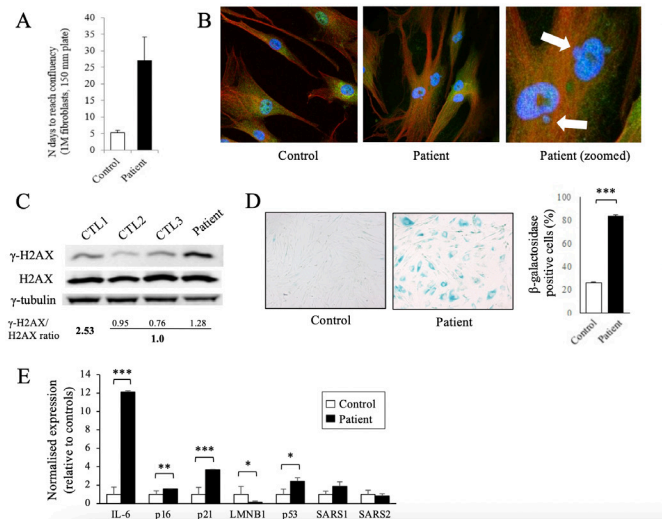 A
N days to reach confluency
(1M fibroblasts, 150 mm plate)
40
35
30
25
20
15
10
5
0
Control
Patient
B
Control
Patient
Patient (zoomed)
C
CTL1
CTL2
CTL3
Patient
γ-H2AX
H2AX
γ-tubulin
γ-H2AX/
H2AX ratio
2.53
0.95
0.76
1.28
1.0
D
Control
Patient
β-galactosidase
positive cells (%)
100
80
60
40
20
0
***
Control
Patient
E
Normalised expression
(relative to controls)
14
12
10
8
6
4
2
0
***
**
***
*
*
Control
Patient
IL-6 p16 p21 LMNB1 p53 SARS1 SARS2